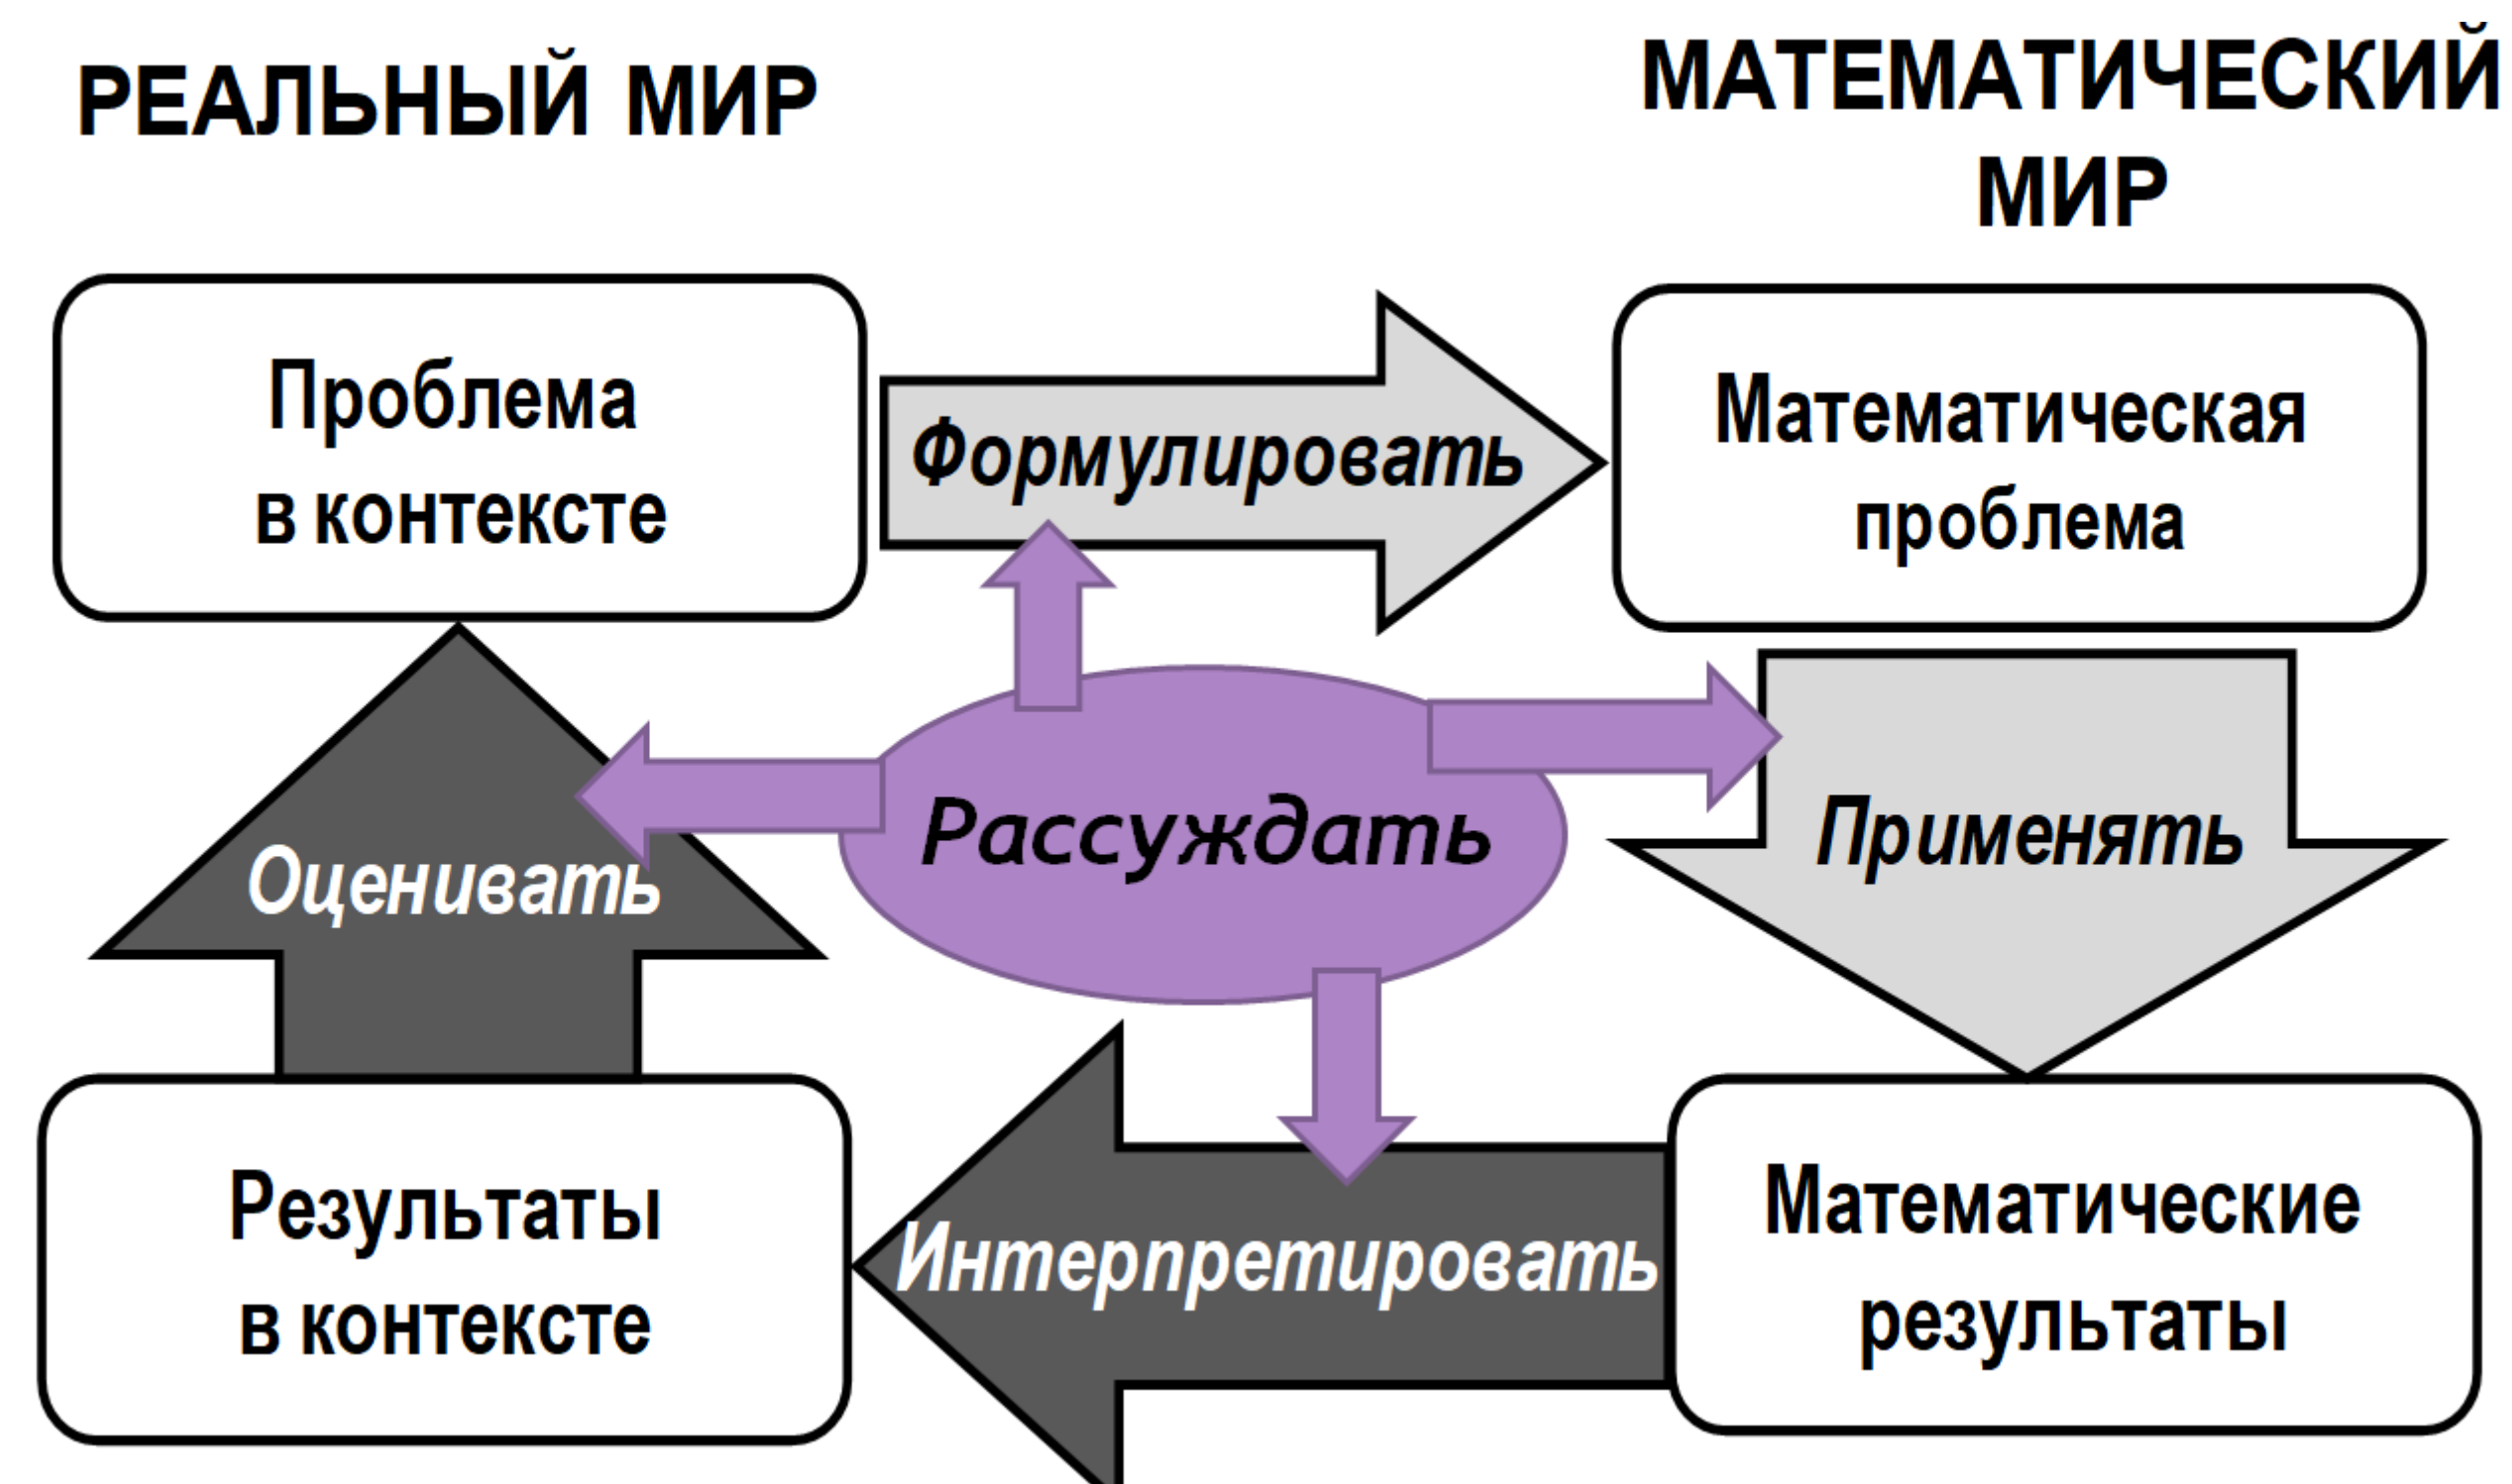 РЕАЛЬНЫЙ МИР
МАТЕМАТИЧЕСКИЙ
МИР
Проблема
в контексте
Формулировать
Математическая
проблема
Оценивать
Рассуждать
Применять
Результаты
в контексте
Интерпретировать
Математические
результаты